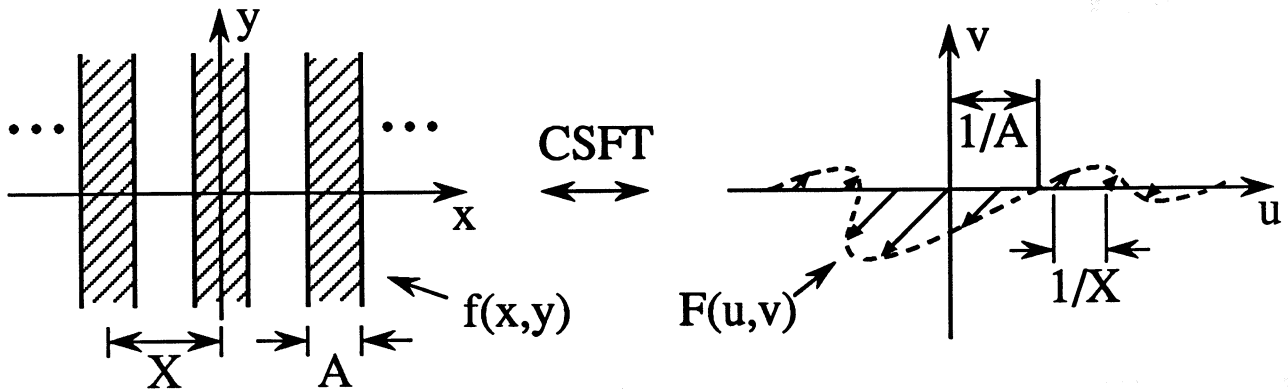 y
x
X
A
f(x,y)
CSFT
v
1/A
u
1/X
F(u,v)